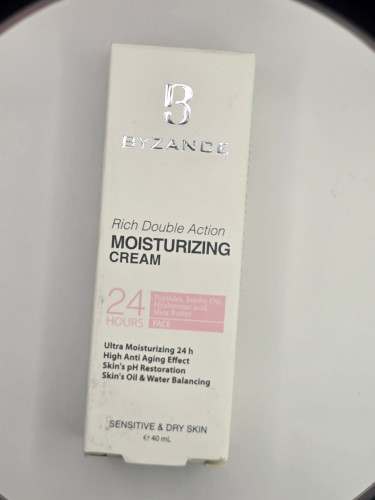 B
BYZANCE
Rich Double Action
MOISTURIZING
CREAM
24
HOURS
Peptides, Jojoba Oil,
Hyaluronic acid,
Shea Butter
FACE
Ultra Moisturizing 24 h
High Anti Aging Effect
Skin's pH Restoration
Skin's Oil & Water Balancing
SENSITIVE & DRY SKIN
℮ 40 mL